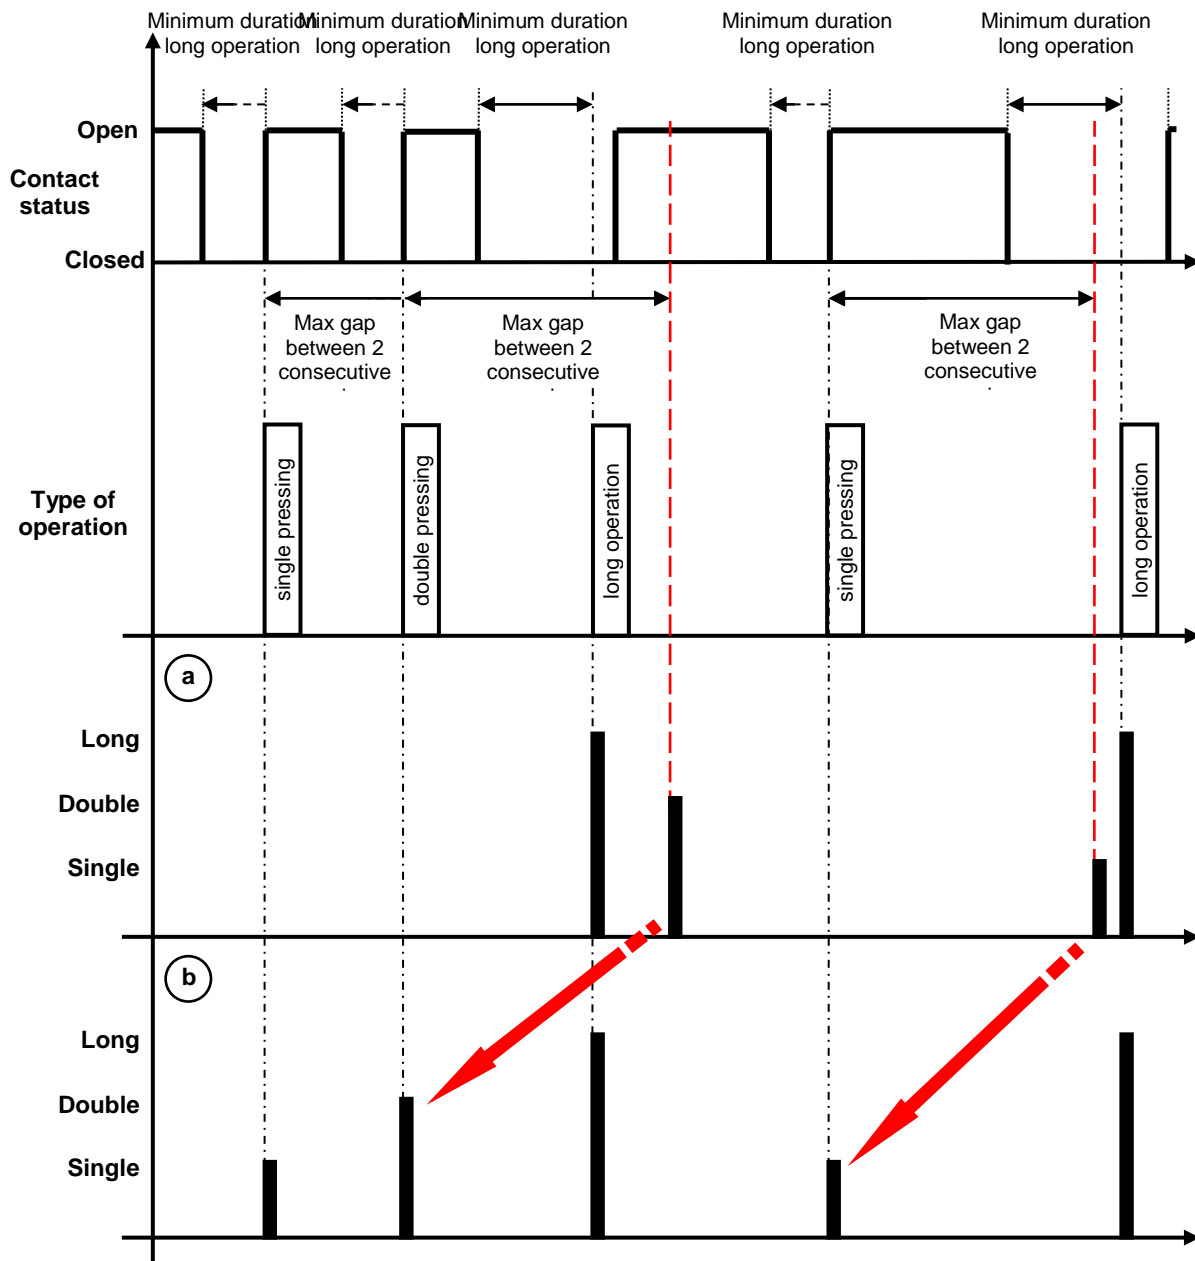 Minimum duration Minimum duration Minimum duration Minimum duration Minimum duration
long operation long operation long operation long operation long operation
Open
Contact
status
Closed
Max gap
between 2
consecutive
.
Max gap
between 2
consecutive
.
Max gap
between 2
consecutive
.
Type of
operation
single pressing
double pressing
long operation
single pressing
long operation
a
Long
Double
Single
b
Long
Double
Single